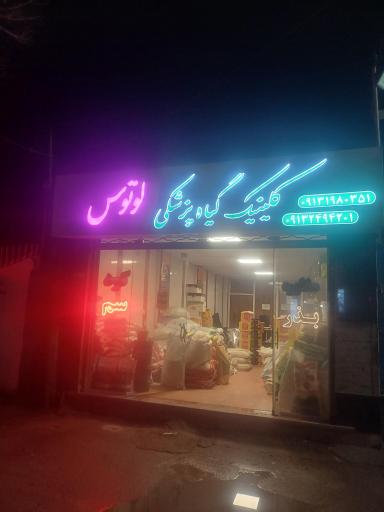 کلینیک گیاه پزشکی لوتوس
۰۹۱۳۱۹۸۰۳۵۱
۰۹۱۳۲۴۹۴۲۰۱
بذر
سم